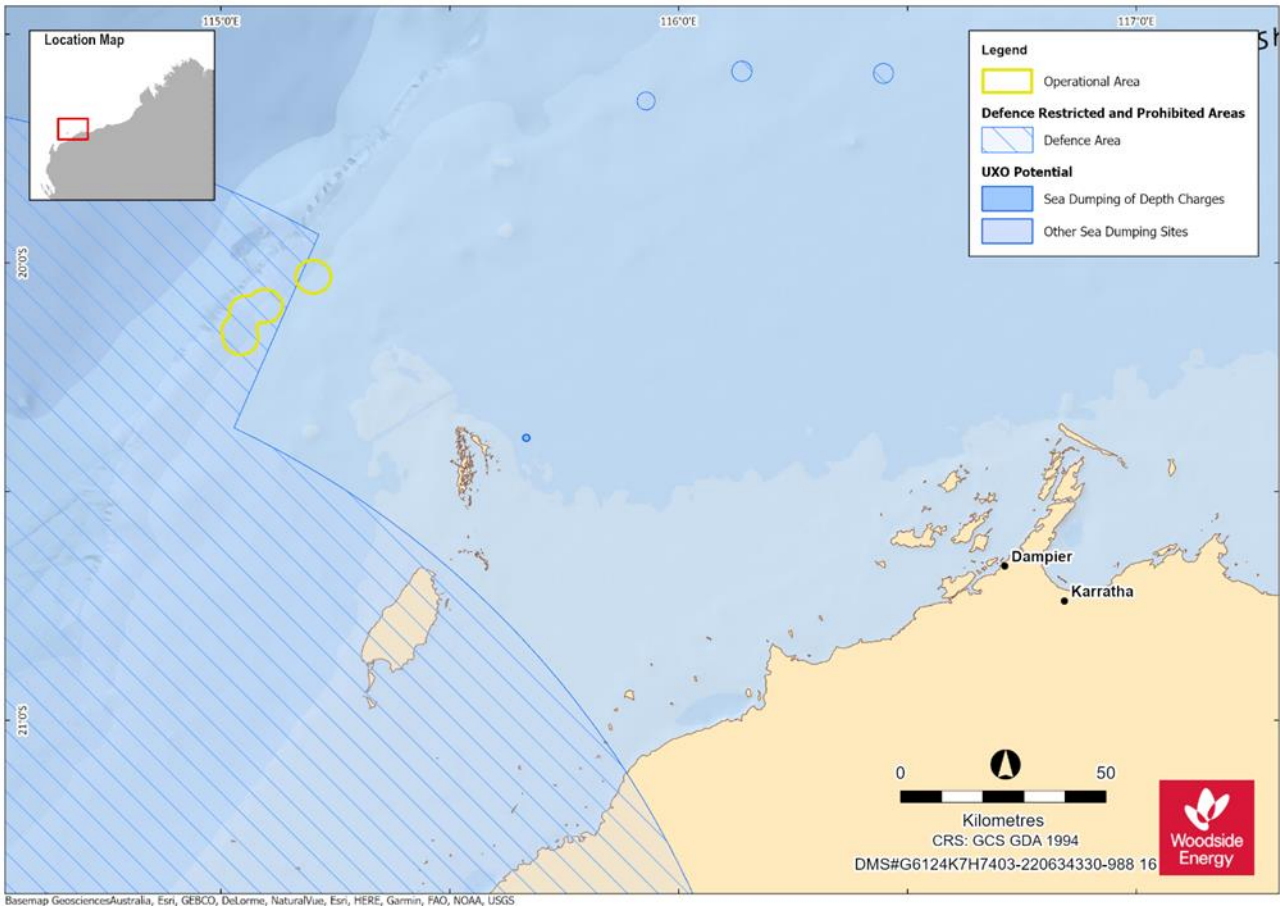 115°0'E
116°0'E
117°0'E
Location Map
Legend
Operational Area
Defence Restricted and Prohibited Areas
Defence Area
UXO Potential
Sea Dumping of Depth Charges
Other Sea Dumping Sites
20°0'S
21°0'S
Dampier
Karratha
0 50
Kilometres
CRS: GCS GDA 1994
DMS#G6124K7H7403-220634330-988 16
Woodside
Energy
Basemap GeosciencesAustralia, Esri, GEBCO, DeLorme, NaturalVue, Esri, HERE, Garmin, FAO, NOAA, USGS